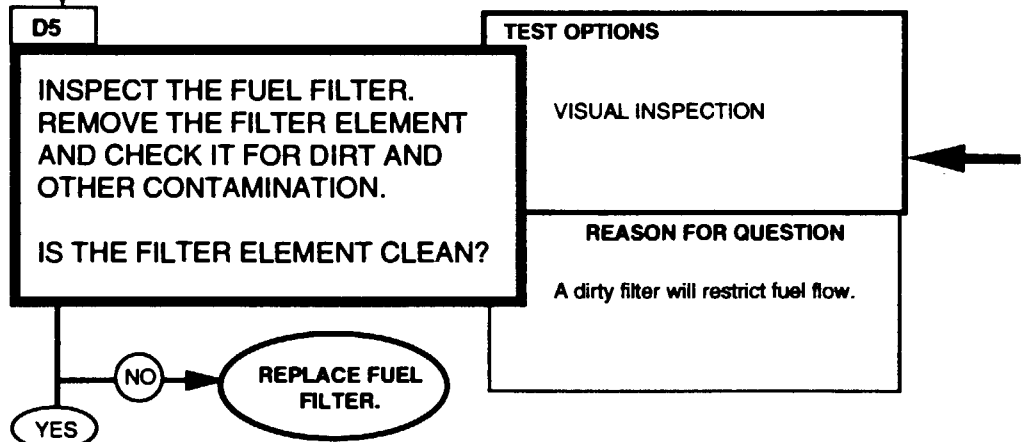 D5
INSPECT THE FUEL FILTER.
REMOVE THE FILTER ELEMENT
AND CHECK IT FOR DIRT AND
OTHER CONTAMINATION.
IS THE FILTER ELEMENT CLEAN?
TEST OPTIONS
VISUAL INSPECTION
REASON FOR QUESTION
A dirty filter will restrict fuel flow.
NO
REPLACE FUEL
FILTER.
YES